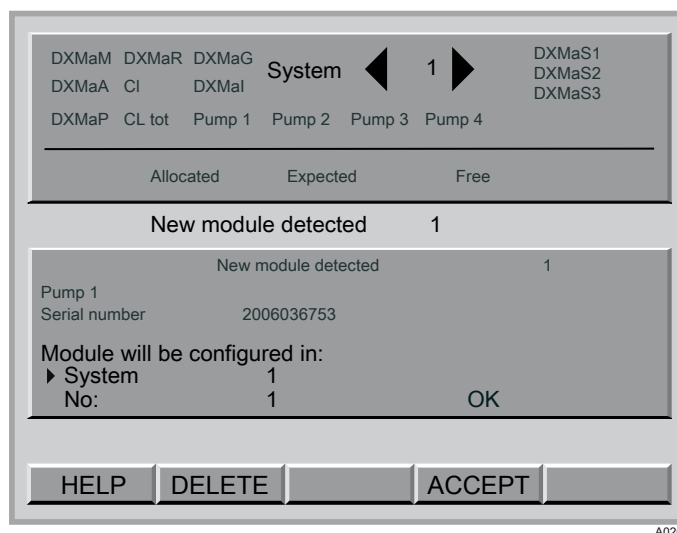 DXMaM DXMaR DXMaG System 1 DXMaS1
DXMaS2
DXMaA Cl DXMaI DXMaS3
DXMaP CL tot Pump 1 Pump 2 Pump 3 Pump 4
Allocated Expected Free
New module detected 1
New module detected 1
Pump 1
Serial number 2006036753
Module will be configured in:
System 1
No: 1 OK
HELP DELETE ACCEPT